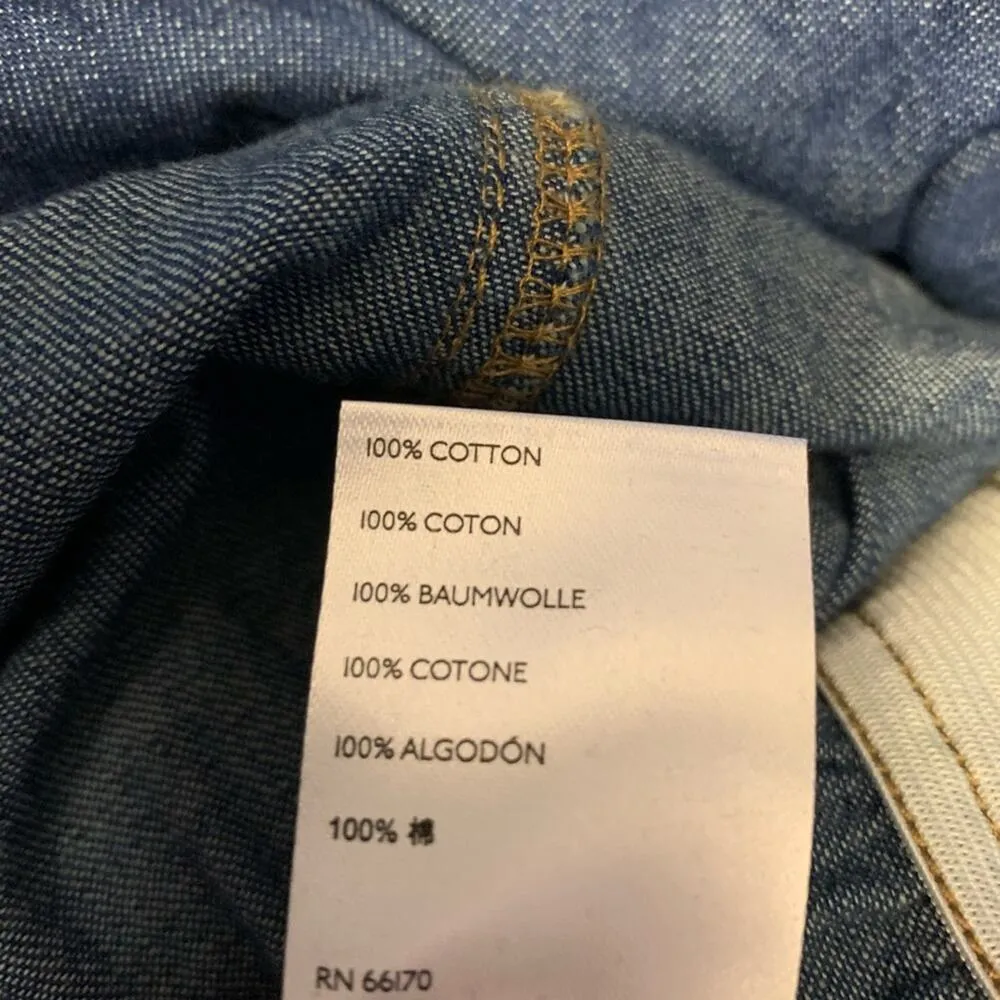 100% COTTON
100% COTON
100% BAUMWOLLE
100% COTONE
100% ALGODÓN
100% 棉
RN 66170